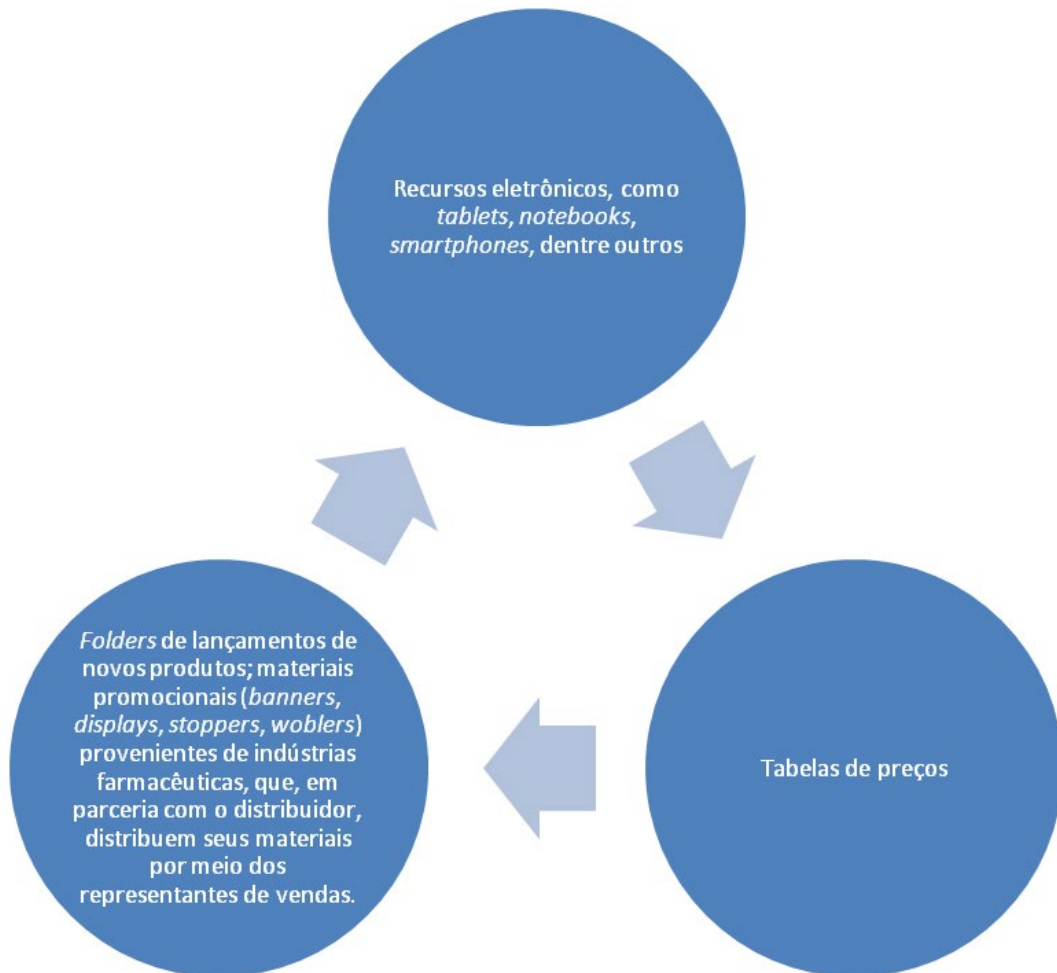 Recursos eletrônicos, como
tablets, notebooks,
smartphones, dentre outros
Folders de lançamentos de
novos produtos; materiais
promocionais (banners,
displays, stoppers, woblers)
provenientes de indústrias
farmacêuticas, que, em
parceria com o distribuidor,
distribuem seus materiais
por meio dos
representantes de vendas.
Tabelas de preços